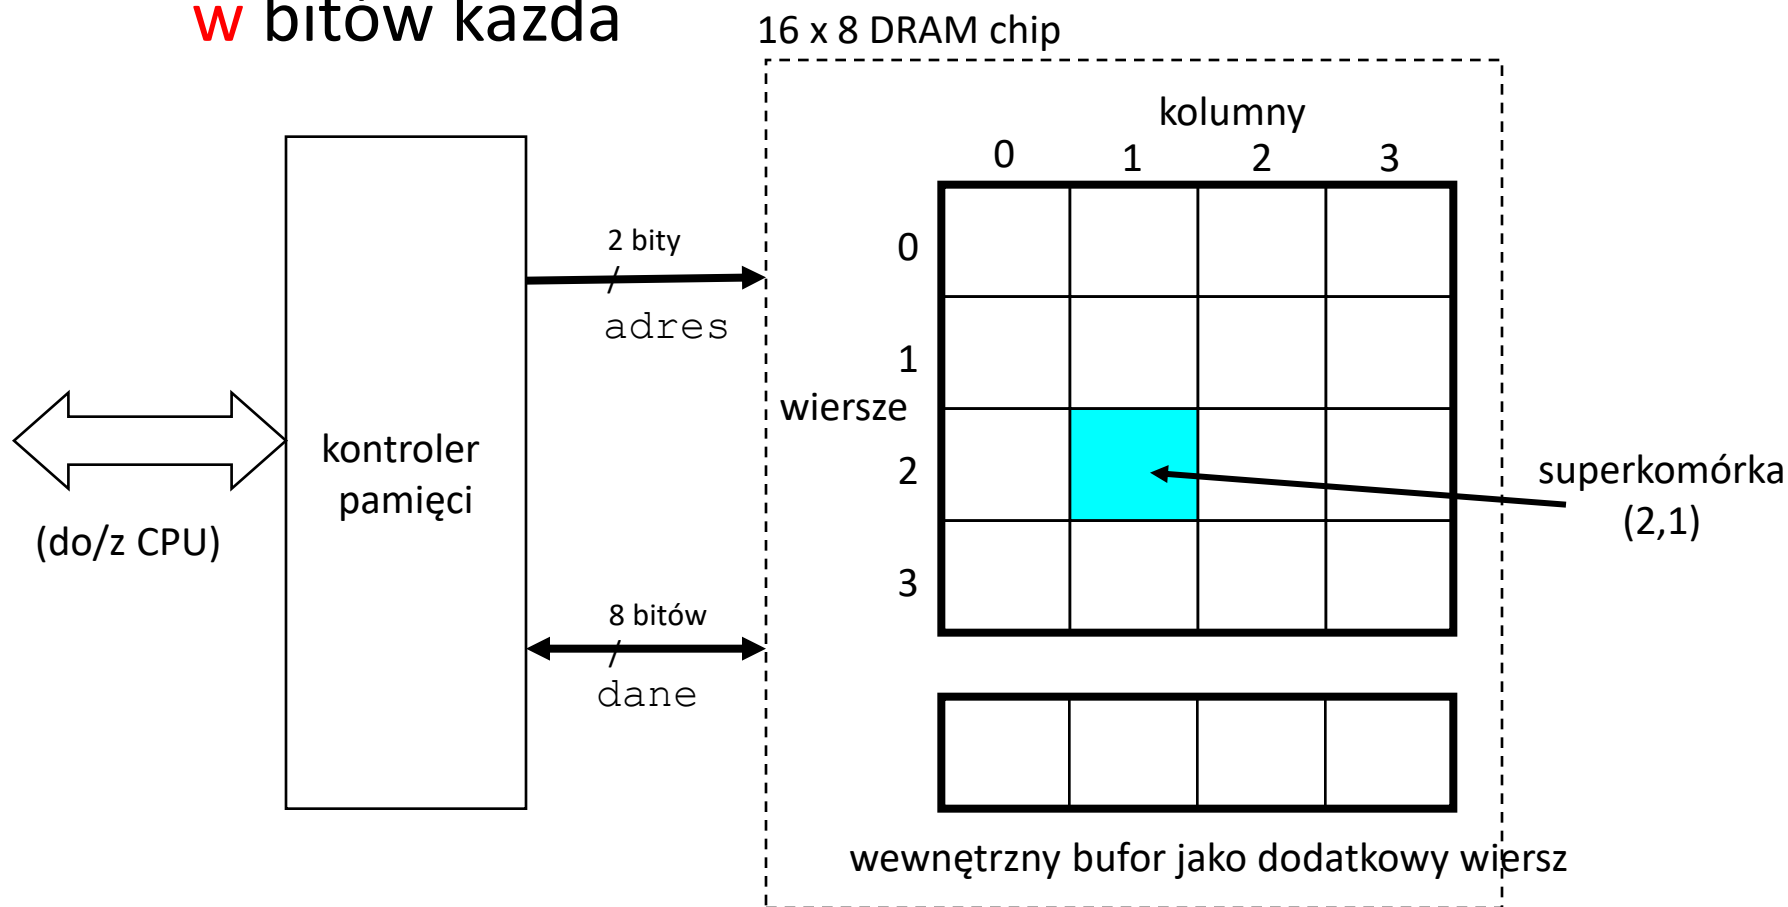 w bitów każda
16 x 8 DRAM chip
kolumny
0 1 2 3
2 bity
adres
0
1
wiersze
2
3
kontroler
pamięci
(do/z CPU)
superkomórka
(2,1)
8 bitów
dane
wewnętrzny bufor jako dodatkowy wiersz